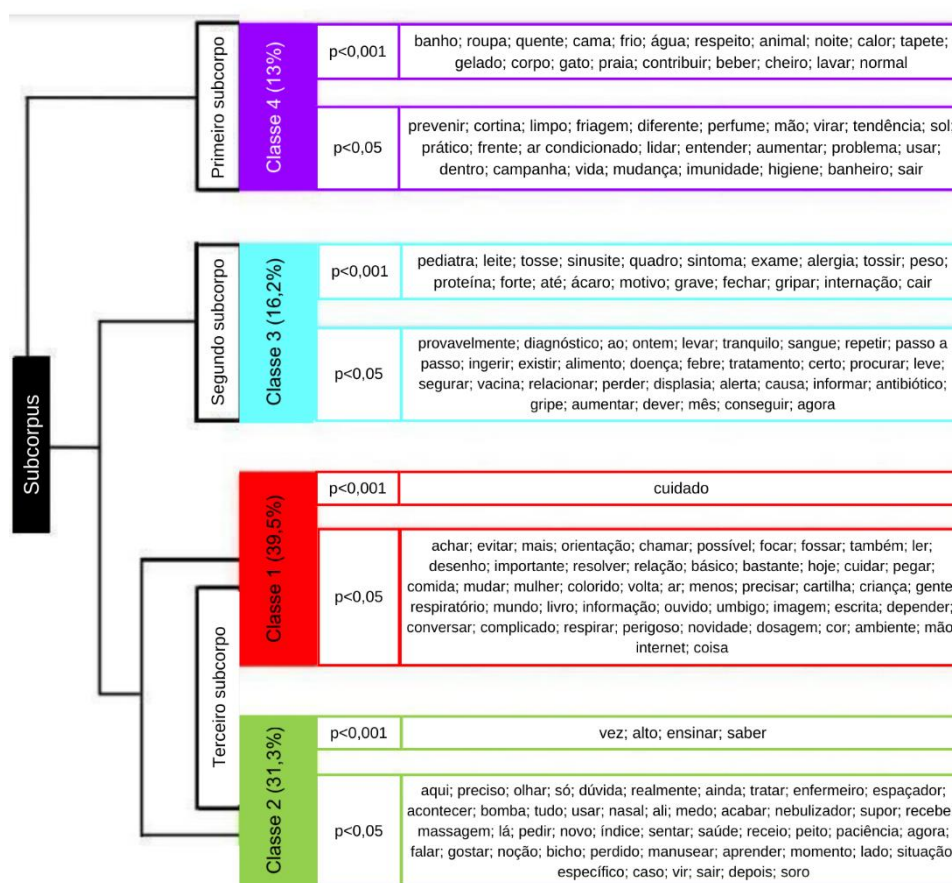 Subcorpus
Primeiro subcorpo
Classe 4 (13%)
p<0,001
banho; roupa; quente; cama; frio; água; respeito; animal; noite; calor; tapete;
gelado; corpo; gato; praia; contribuir; beber; cheiro; lavar; normal
p<0,05
prevenir; cortina; limpo; friagem; diferente; perfume; mão; virar; tendência; sol;
prático; frente; ar condicionado; lidar; entender; aumentar; problema; usar;
dentro; campanha; vida; mudança; imunidade; higiene; banheiro; sair
Segundo subcorpo
Classe 3 (16,2%)
p<0,001
pediatra; leite; tosse; sinusite; quadro; sintoma; exame; alergia; tossir; peso;
proteína; forte; até; ácaro; motivo; grave; fechar; gripar; internação; cair
p<0,05
provavelmente; diagnóstico; ao; ontem; levar; tranquilo; sangue; repetir; passo a
passo; ingerir; existir; alimento; doença; febre; tratamento; certo; procurar; leve;
segurar; vacina; relacionar; perder; displasia; alerta; causa; informar; antibiótico;
gripe; aumentar; dever; mês; conseguir; agora
Terceiro subcorpo
Classe 1 (39,5%)
p<0,001
cuidado
p<0,05
achar; evitar; mais; orientação; chamar; possível; focar; fossar; também; ler;
desenho; importante; resolver; relação; básico; bastante; hoje; cuidar; pegar;
comida; mudar; mulher; colorido; volta; ar; menos; precisar; cartilha; criança; gente
respiratório; mundo; livro; informação; ouvido; umbigo; imagem; escrita; depender;
conversar; complicado; respirar; perigoso; novidade; dosagem; cor; ambiente; mão
internet; coisa
Classe 2 (31,3%)
p<0,001
vez; alto; ensinar; saber
p<0,05
aqui; preciso; olhar; só; dúvida; realmente; ainda; tratar; enfermeiro; espaçador;
acontecer; bomba; tudo; usar; nasal; ali; medo; acabar; nebulizador; supor; recebe
massagem; lá; pedir; novo; índice; sentar; saúde; receio; peito; paciência; agora;
falar; gostar; noção; bicho; perdido; manusear; aprender; momento; lado; situação
específico; caso; vir; sair; depois; soro